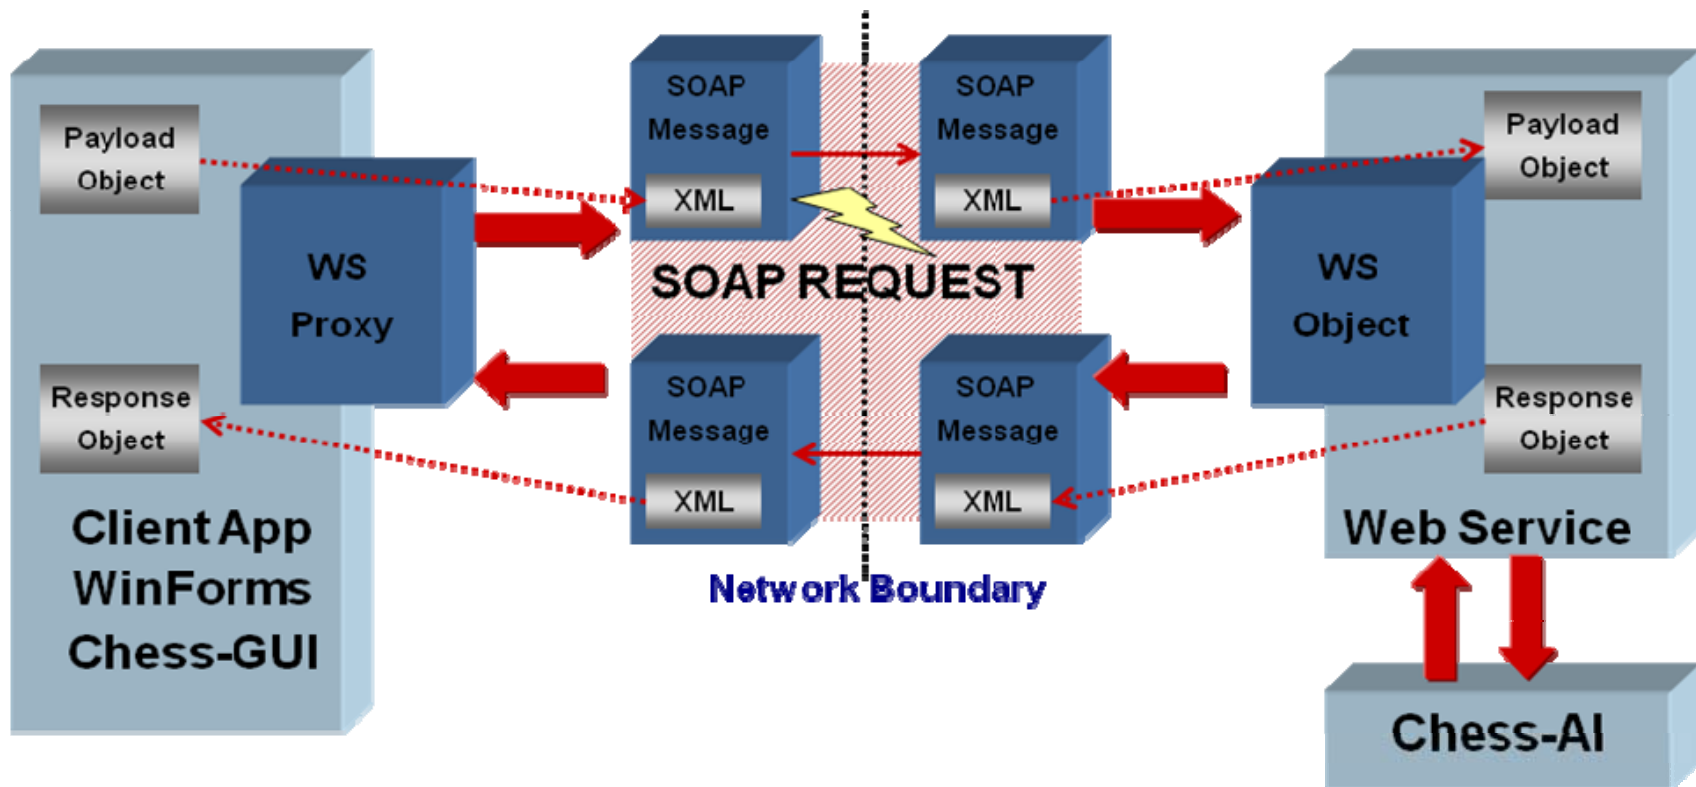 Payload
Object
WS
Proxy
Response
Object
Client App
WinForms
Chess-GUI
SOAP
Message
XML
SOAP
Message
XML
SOAP REQUEST
SOAP
Message
XML
SOAP
Message
XML
Network Boundary
Payload
Object
WS
Object
Response
Object
Web Service
Chess-AI